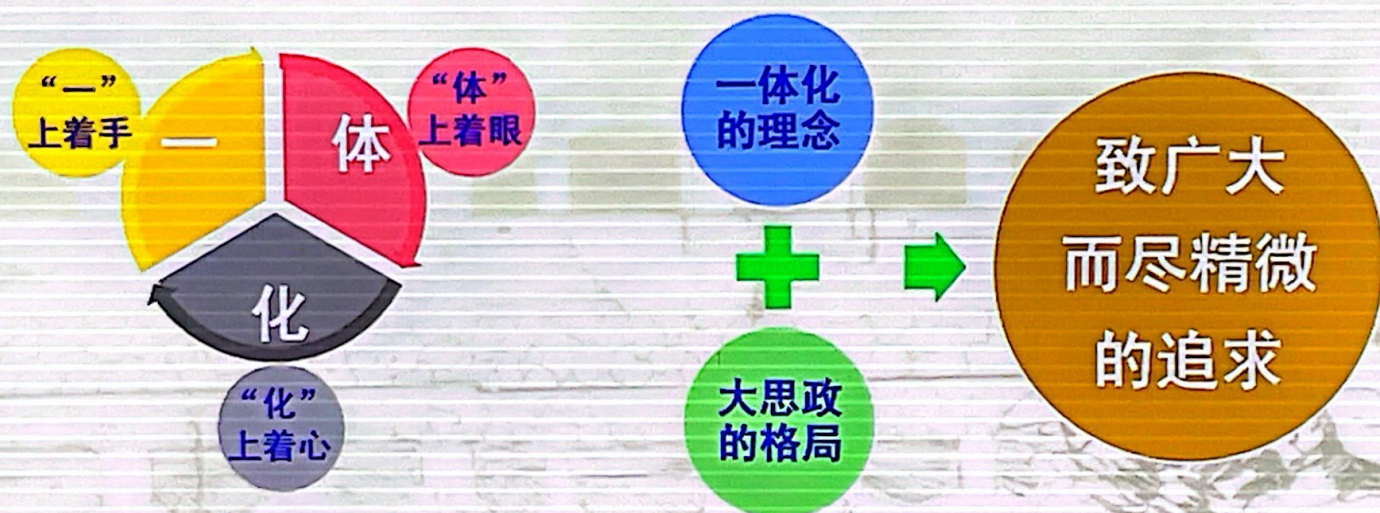 “一”
上着手
一
体
“体”
上着眼
化
“化”
上着心
一体化
的理念
大思政
的格局
致广大
而尽精微
的追求